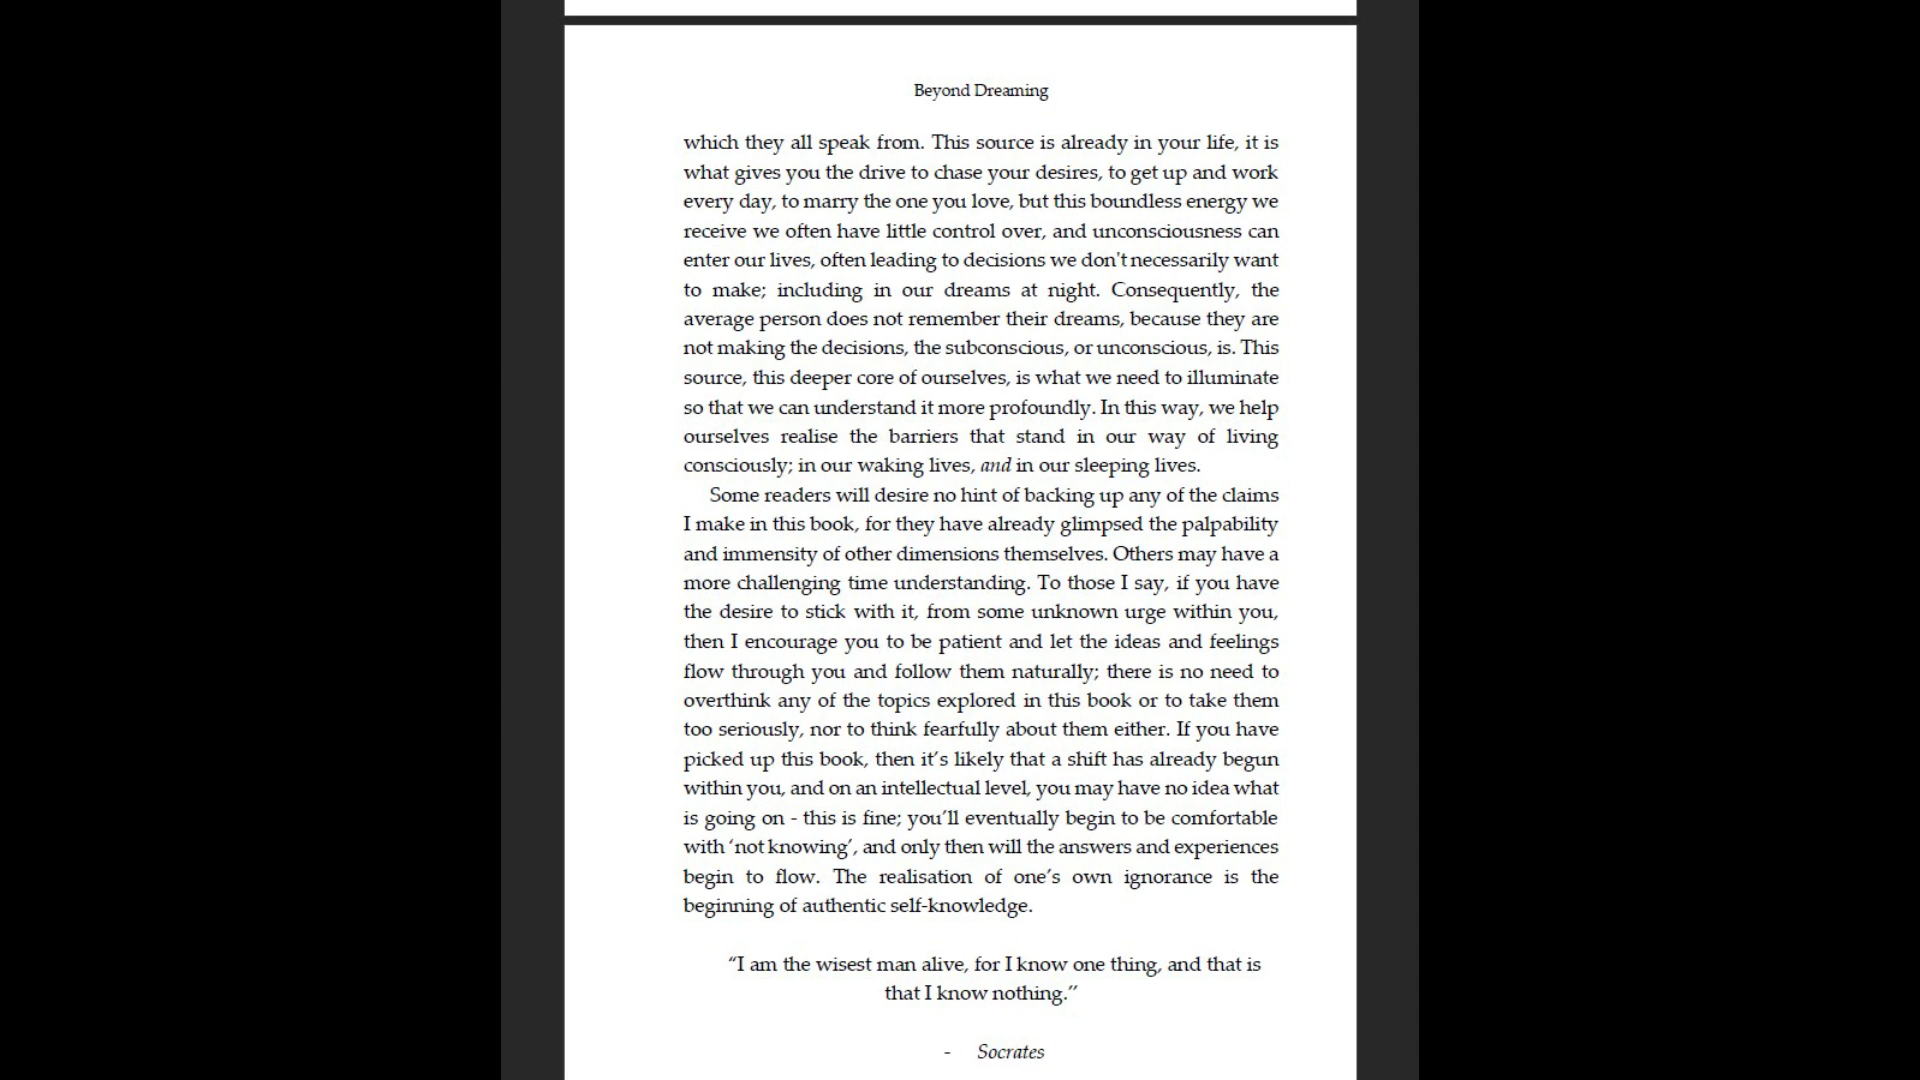 Beyond Dreaming
which they all speak from. This source is already in your life, it is
what gives you the drive to chase your desires, to get up and work
every day, to marry the one you love, but this boundless energy we
receive we often have little control over, and unconsciousness can
enter our lives, often leading to decisions we don't necessarily want
to make; including in our dreams at night. Consequently, the
average person does not remember their dreams, because they are
not making the decisions, the subconscious, or unconscious, is. This
source, this deeper core of ourselves, is what we need to illuminate
so that we can understand it more profoundly. In this way, we help
ourselves realise the barriers that stand in our way of living
consciously; in our waking lives, and in our sleeping lives.
Some readers will desire no hint of backing up any of the claims
I make in this book, for they have already glimpsed the palpability
and immensity of other dimensions themselves. Others may have a
more challenging time understanding. To those I say, if you have
the desire to stick with it, from some unknown urge within you,
then I encourage you to be patient and let the ideas and feelings
flow through you and follow them naturally; there is no need to
overthink any of the topics explored in this book or to take them
too seriously, nor to think fearfully about them either. If you have
picked up this book, then it’s likely that a shift has already begun
within you, and on an intellectual level, you may have no idea what
is going on - this is fine; you’ll eventually begin to be comfortable
with ‘not knowing’, and only then will the answers and experiences
begin to flow. The realisation of one’s own ignorance is the
beginning of authentic self-knowledge.
“I am the wisest man alive, for I know one thing, and that is
that I know nothing.”
- Socrates